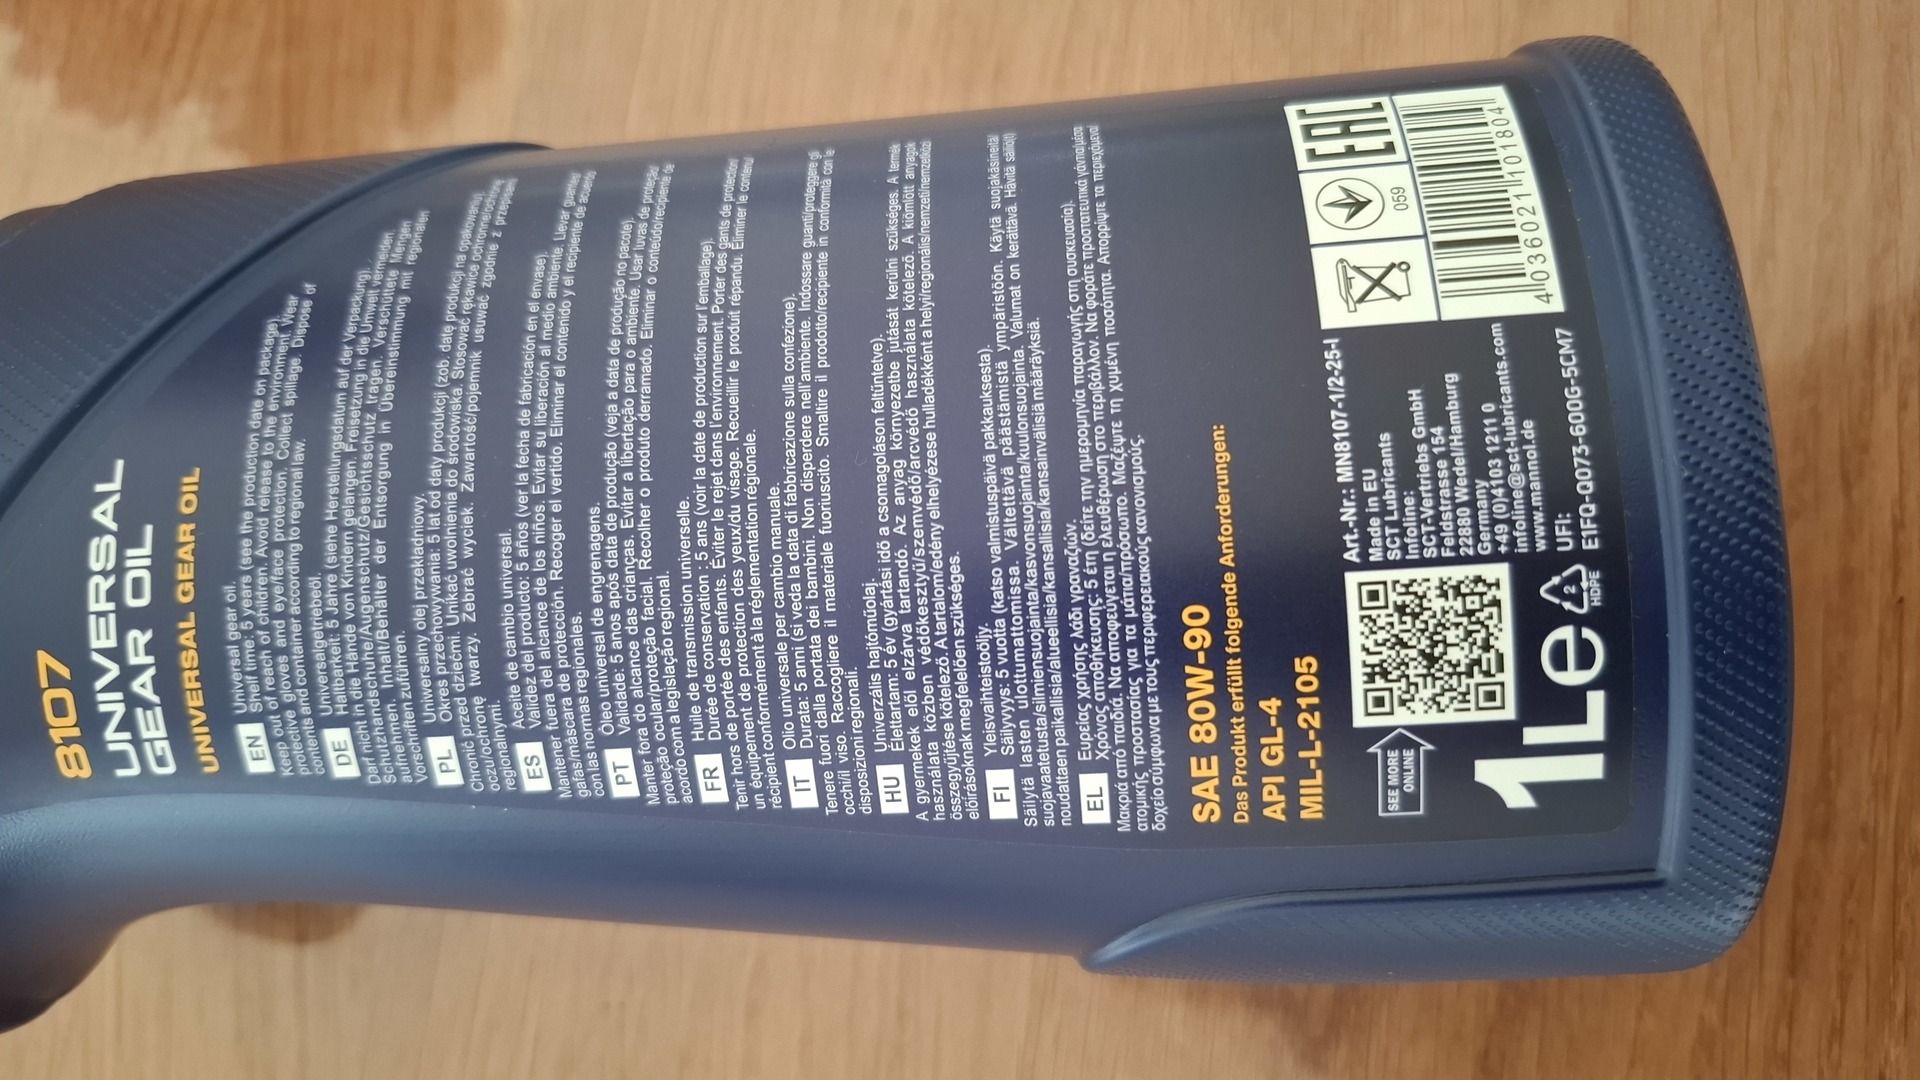 8107
UNIVERSAL
GEAR OIL
UNIVERSAL GEAR OIL
EN Universal gear oil.
Shelf time: 5 years (see the production date on package).
Keep out of reach of children. Avoid release to the environment. Wear
protective gloves and eye/face protection. Collect spillage. Dispose of
contents and container according to regional law.
DE Universalgetriebeöl.
Haltbarkeit: 5 Jahre (siehe Herstellungsdatum auf der Verpackung).
Darf nicht in die Hände von Kindern gelangen. Freisetzung in die Umwelt vermeiden.
Schutzhandschuhe/Augenschutz/Gesichtsschutz tragen. Verschüttete Mengen
aufnehmen. Inhalt/Behälter der Entsorgung in Übereinstimmung mit regionalen
Vorschriften zuführen.
PL Uniwersalny olej przekładniowy.
Okres przechowywania: 5 lat od daty produkcji (zob. datę produkcji na opakowaniu).
Chronić przed dziećmi. Unikać uwolnienia do środowiska. Stosować rękawice ochronne/ochronę
oczu/ochronę twarzy. Zebrać wyciek. Zawartość/pojemnik usuwać zgodnie z przepisami
regionalnymi.
ES Aceite de cambio universal.
Validez del producto: 5 años (ver la fecha de fabricación en el envase).
Mantener fuera del alcance de los niños. Evitar su liberación al medio ambiente. Llevar guantes/
gafas/máscara de protección. Recoger el vertido. Eliminar el contenido y el recipiente de acuerdo
con las normas regionales.
PT Óleo universal de engrenagens.
Validade: 5 anos após data de produção (veja a data de produção no pacote).
Manter fora do alcance das crianças. Evitar a libertação para o ambiente. Usar luvas de proteção/
proteção ocular/proteção facial. Recolher o produto derramado. Eliminar o conteúdo/recipiente de
acordo com a legislação regional.
FR Huile de transmission universelle.
Durée de conservation : 5 ans (voir la date de production sur l'emballage).
Tenir hors de portée des enfants. Éviter le rejet dans l'environnement. Porter des gants de protection/
un équipement de protection des yeux/du visage. Recueillir le produit répandu. Éliminer le contenu/
récipient conformément à la réglementation régionale.
IT Olio universale per cambio manuale.
Durata: 5 anni (si veda la data di fabbricazione sulla confezione).
Tenere fuori dalla portata dei bambini. Non disperdere nell'ambiente. Indossare guanti/proteggere gli
occhi/il viso. Raccogliere il materiale fuoriuscito. Smaltire il prodotto/recipiente in conformità con le
disposizioni regionali.
HU Univerzális hajtóműolaj.
Élettartam: 5 év (gyártási idő a csomagoláson feltüntetve).
A gyermekek elől elzárva tartandó. Az anyag környezetbe jutását kerülni szükséges. A termék
használata közben védőkesztyű/szemvédő/arcvédő használata kötelező. A kiömlött anyagok
összegyűjtése kötelező. A tartalom/edény elhelyézese hulladékként a helyi/regionális/nemzeti/nemzetközi
előírásoknak megfelelően szükséges.
FI Yleisvaihteistoöljy.
Säilyvyys: 5 vuotta (katso valmistuspäivä pakkauksesta).
Säilytä lasten ulottumattomissa. Vältettävä päästämistä ympäristöön. Käytä suojakäsineitä/
suojavaatetusta/silmiensuojainta/kasvonsuojainta/kuulonsuojainta. Valumat on kerättävä. Hävitä säiliö(t)
noudattaen paikallisia/alueellisia/kansallisia/kansainvälisiä määräyksiä.
EL Ευρείας χρήσης λάδι γραναζιών.
Χρόνος αποθήκευσης: 5 έτη (δείτε την ημερομηνία παραγωγής στη συσκευασία).
Μακριά από παιδιά. Να αποφεύγεται η ελευθέρωση στο περιβάλλον. Να φοράτε προστατευτικά γάντια/μέσα
ατομικής προστασίας για τα μάτια/πρόσωπο. Μαζέψτε τη χυμένη ποσότητα. Απορρίψτε τα περιεχόμενα/
δοχείο σύμφωνα με τους περιφερειακούς κανονισμούς.
SAE 80W-90
Das Produkt erfüllt folgende Anforderungen:
API GL-4
MIL-L-2105
SEE MORE
ONLINE
Art.-Nr.: MN8107-1/2-25-I
Made in EU
SCT Lubricants
Infoline:
SCT-Vertriebs GmbH
Feldstrasse 154
22880 Wedel/Hamburg
Germany
+49 (0)4103 1211 0
infoline@sct-lubricants.com
www.mannol.de
UFI:
E1FQ-Q073-600G-5CM7
1L e
2
HDPE
059
EAC
4 036021 101804